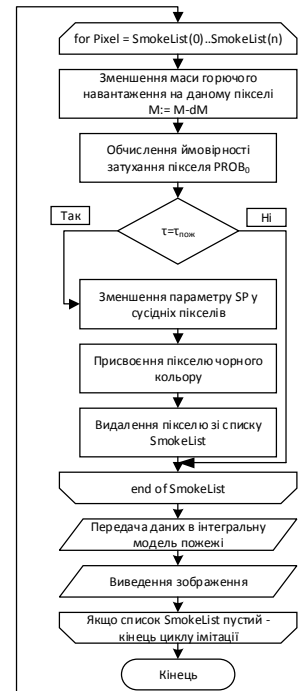 for Pixel = SmokeList(0)..SmokeList(n)
Зменшення маси горючого
навантаження на даному пікселі
M:= M-dM
Обчислення ймовірності
затухання пікселя PROB₀
Так
Ні
τ=τпож
Зменшення параметру SP у
сусідніх пікселів
Присвоєння пікселю чорного
кольору
Видалення пікселю зі списку
SmokeList
end of SmokeList
Передача даних в інтегральну
модель пожежі
Виведення зображення
Якщо список SmokeList пустий -
кінець циклу імітації
Кінець